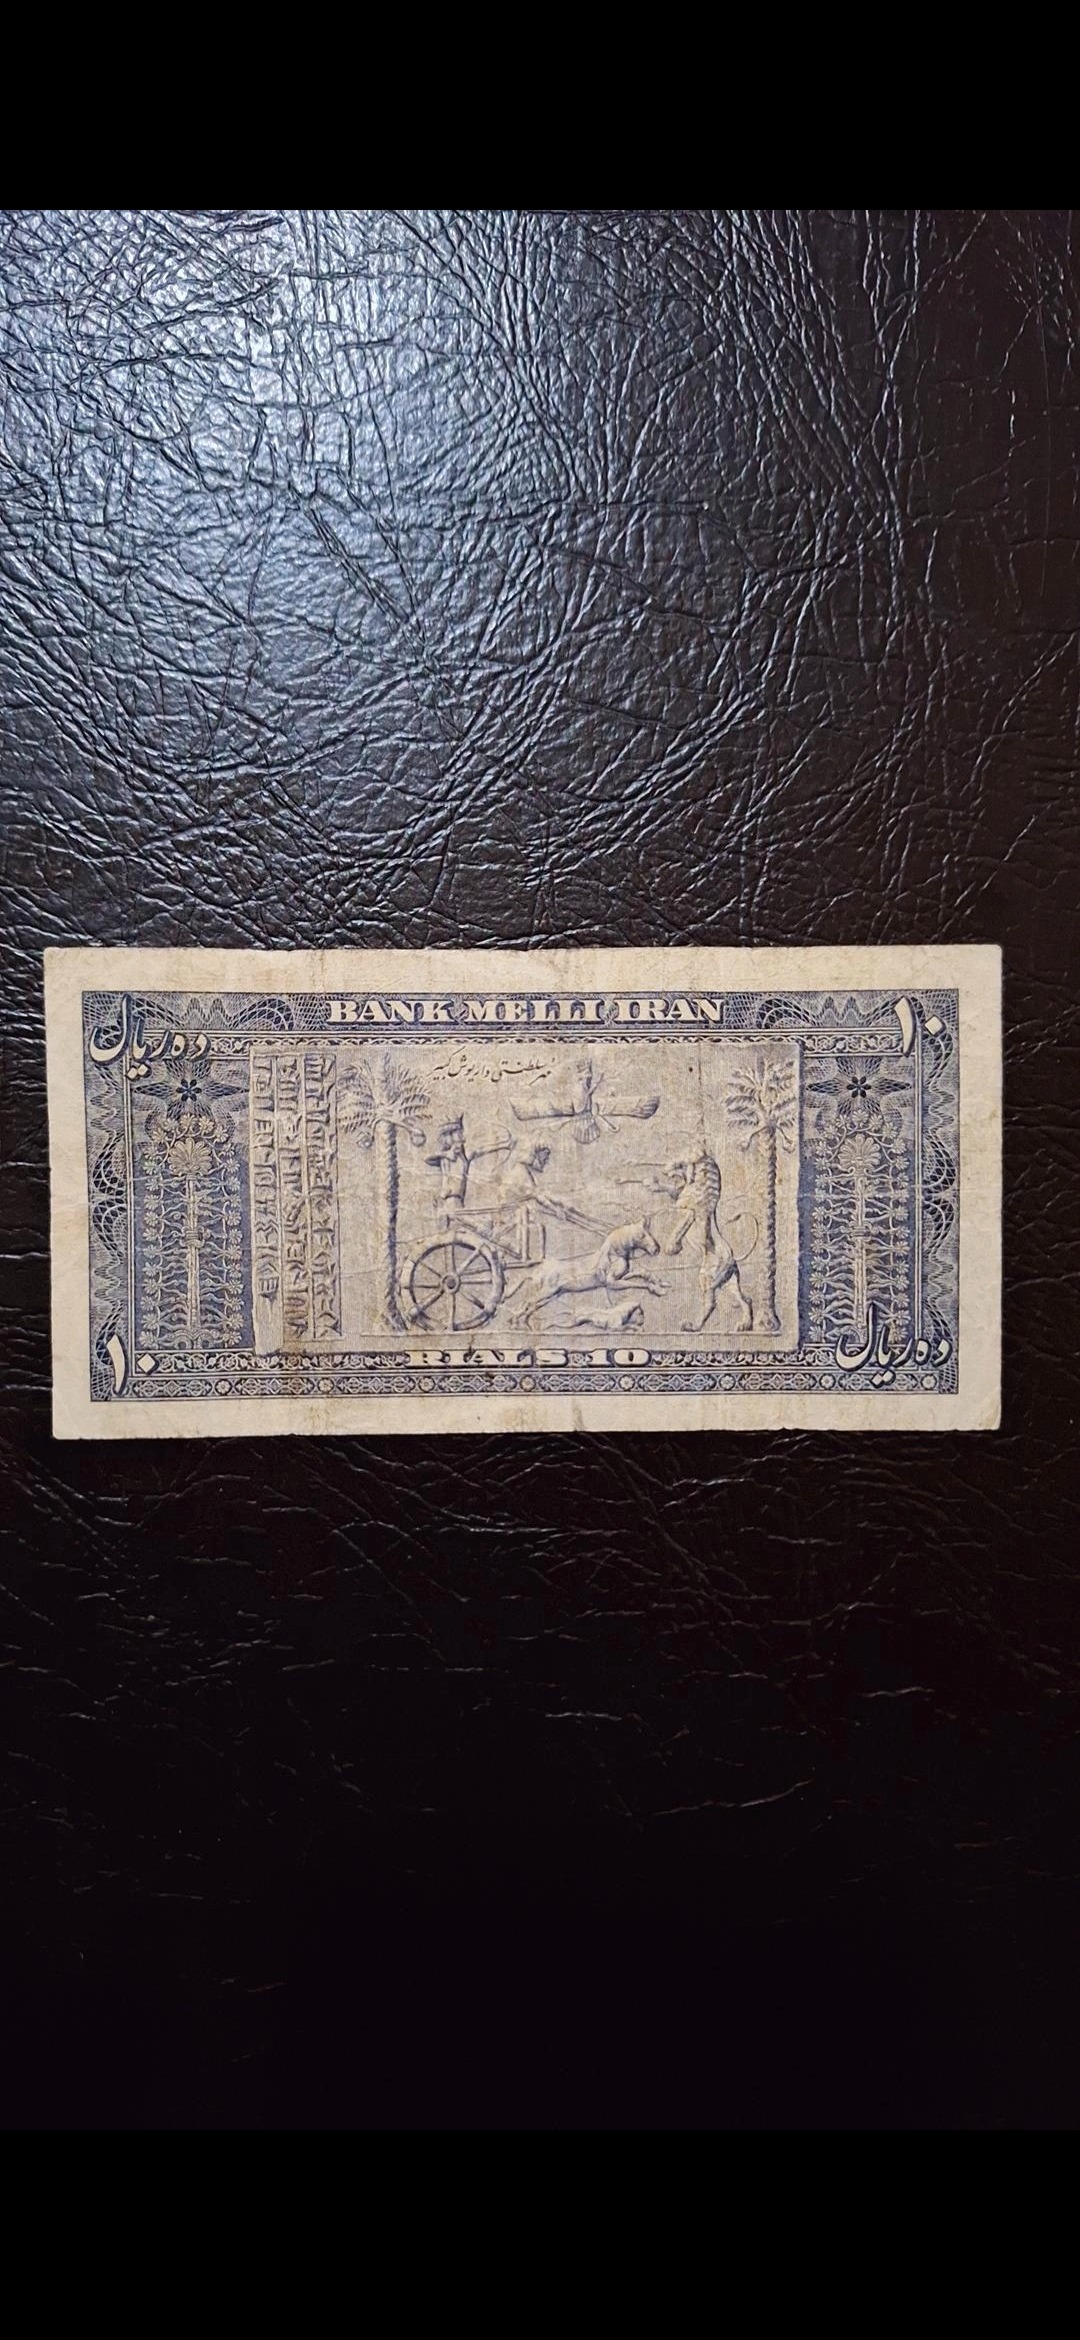 BANK MELLI IRAN
ده ریال
۱۰
مهر سلطنتی داریوش کبیر
۱۰
RIALS 10
ده ریال